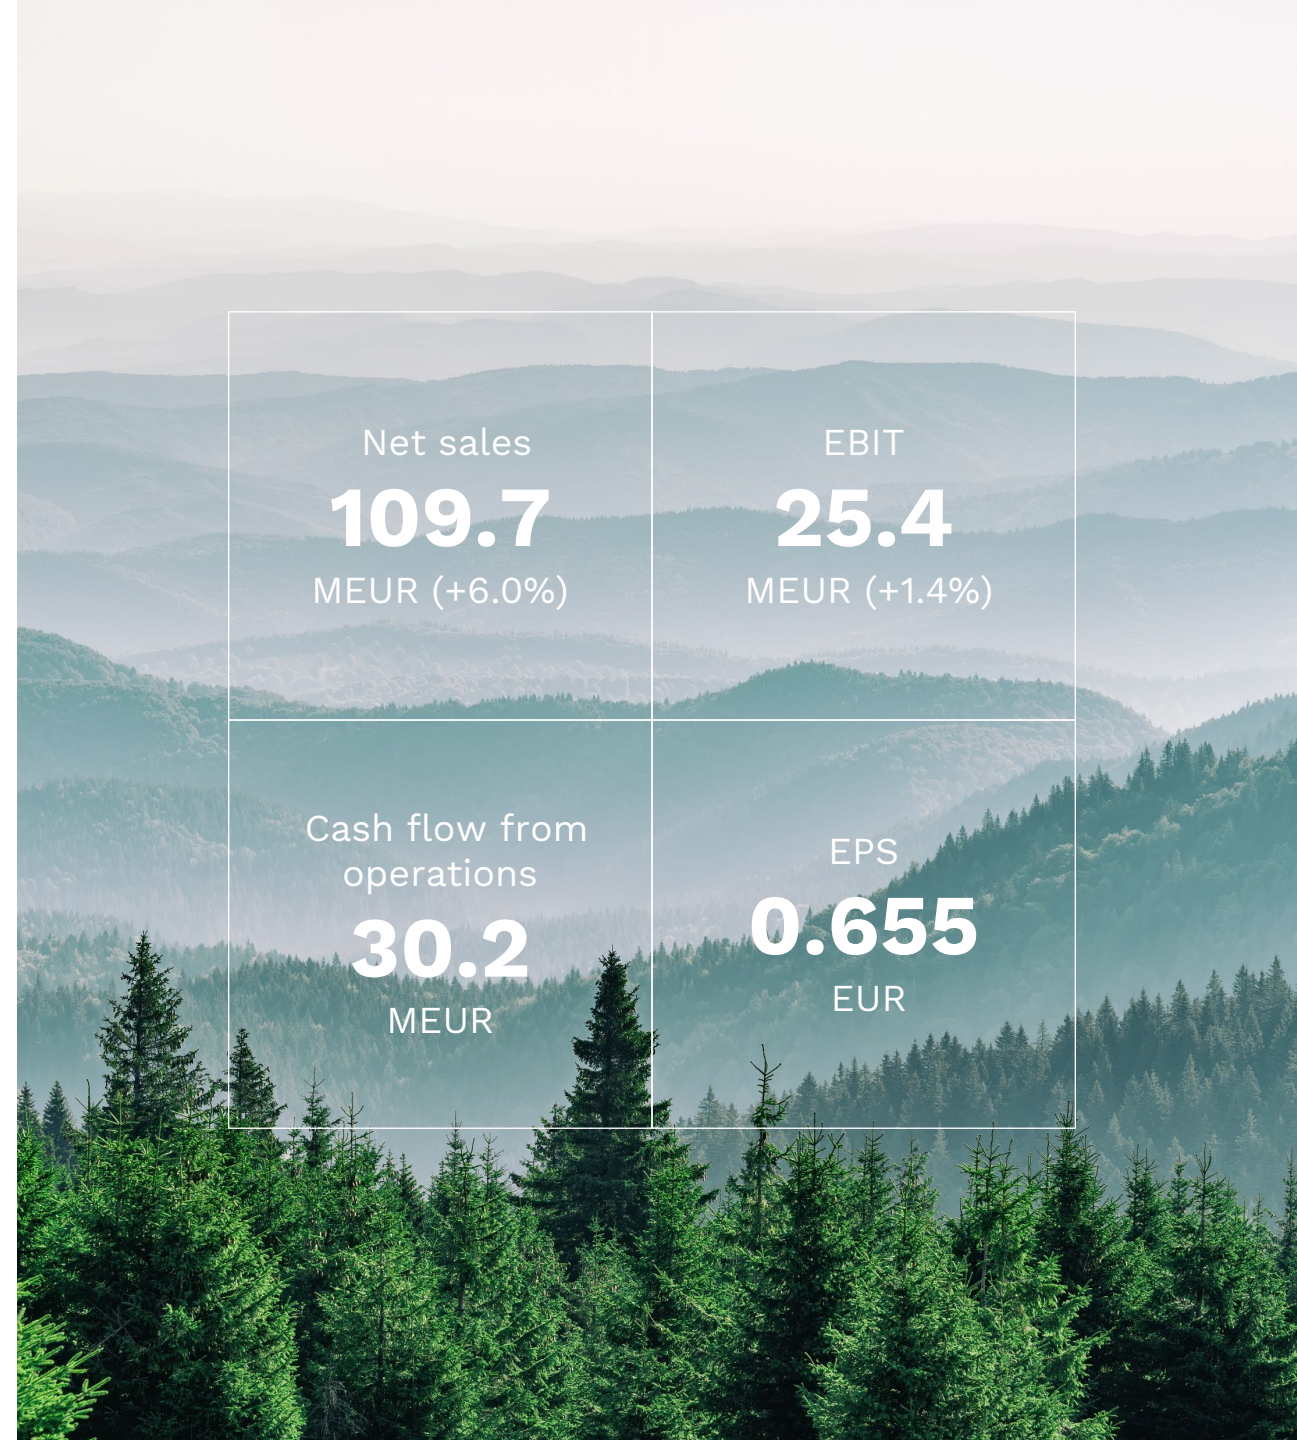 Net sales
109.7
MEUR (+6.0%)
EBIT
25.4
MEUR (+1.4%)
Cash flow from
operations
30.2
MEUR
EPS
0.655
EUR